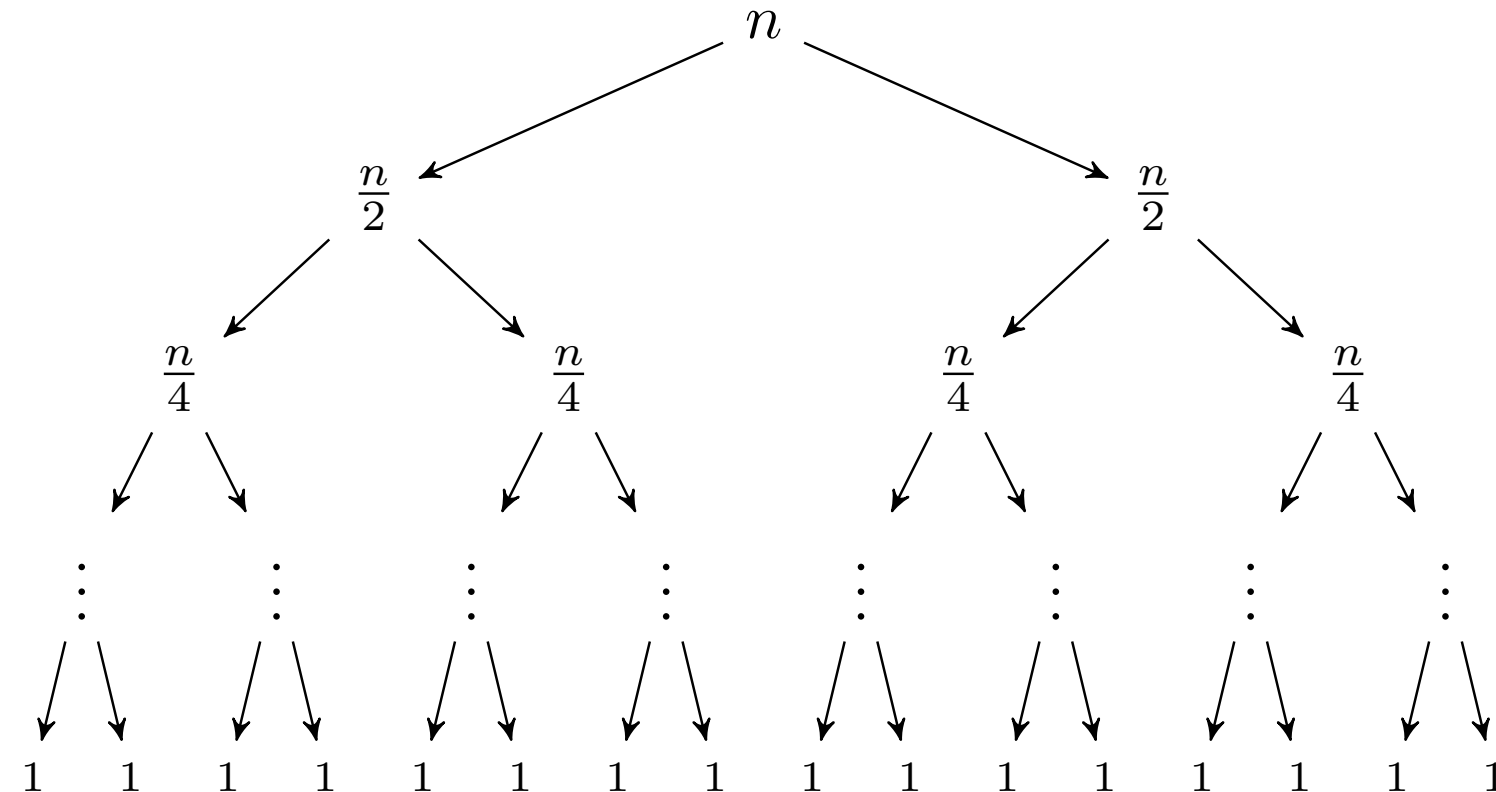 n
n/2 n/2
n/4 n/4 n/4 n/4
⋮ ⋮ ⋮ ⋮ ⋮ ⋮ ⋮ ⋮
1 1 1 1 1 1 1 1 1 1 1 1 1 1 1 1